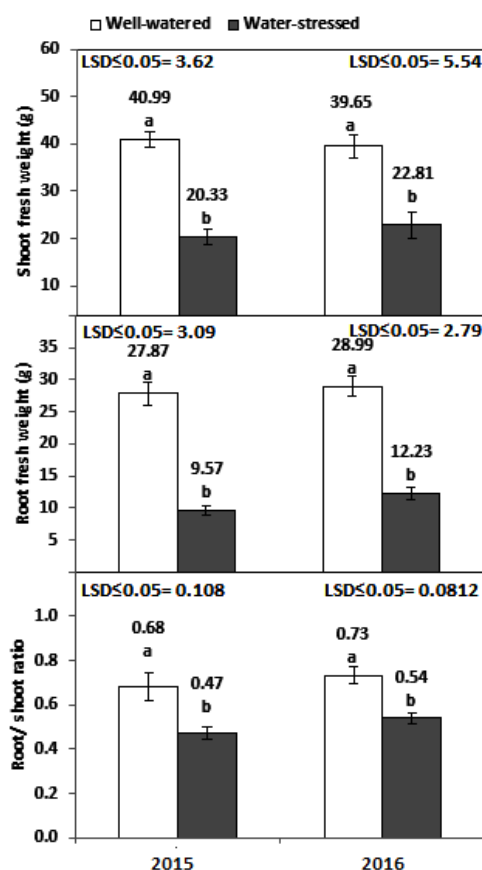 Well-watered Water-stressed
LSD≤0.05= 3.62 LSD≤0.05= 5.54
60
50
40
30
20
10
Shoot fresh weight (g)
40.99
a
20.33
b
39.65
a
22.81
b
LSD≤0.05= 3.09 LSD≤0.05= 2.79
35
30
25
20
15
10
5
Root fresh weight (g)
27.87
a
9.57
b
28.99
a
12.23
b
LSD≤0.05= 0.108 LSD≤0.05= 0.0812
1.0
0.8
0.6
0.4
0.2
0.0
Root/ shoot ratio
0.68
a
0.47
b
0.73
a
0.54
b
2015 2016